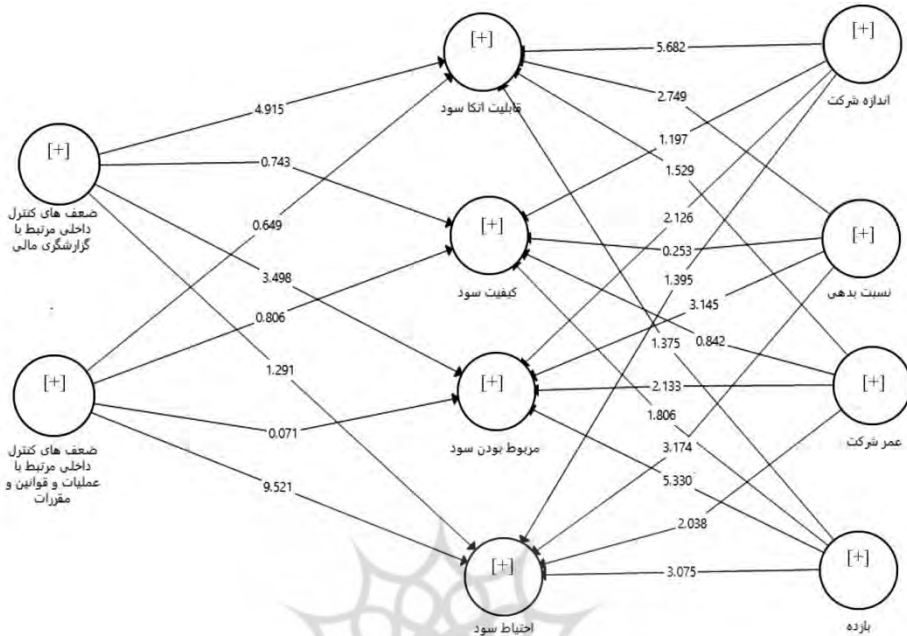 [+]
قابلیت اتکا سود
[+]
اندازه شرکت
[+]
ضعف های کنترل
داخلی مرتبط با
گزارشگری مالی
[+]
کیفیت سود
[+]
نسبت بدهی
[+]
ضعف های کنترل
داخلی مرتبط با
عملیات و قوانین و
مقررات
[+]
مربوط بودن سود
[+]
عمر شرکت
[+]
احتیاط سود
[+]
بازده
4.915
0.743
0.649
3.498
0.806
1.291
0.071
9.521
5.682
2.749
1.197
1.529
2.126
0.253
1.395
3.145
0.842
1.375
2.133
1.806
3.174
5.330
2.038
3.075